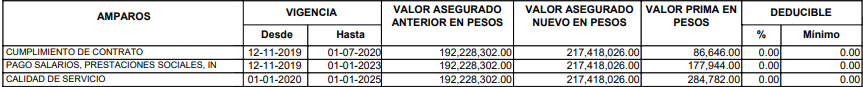 AMPAROS VIGENCIA VALOR ASEGURADO ANTERIOR EN PESOS VALOR ASEGURADO NUEVO EN PESOS VALOR PRIMA EN PESOS DEDUCIBLE
Desde Hasta % Mínimo
CUMPLIMIENTO DE CONTRATO 12-11-2019 01-07-2020 192,228,302.00 217,418,026.00 86,646.00 0.00 0.00
PAGO SALARIOS, PRESTACIONES SOCIALES, IN 12-11-2019 01-01-2023 192,228,302.00 217,418,026.00 177,944.00 0.00 0.00
CALIDAD DE SERVICIO 01-01-2020 01-01-2025 192,228,302.00 217,418,026.00 284,782.00 0.00 0.00